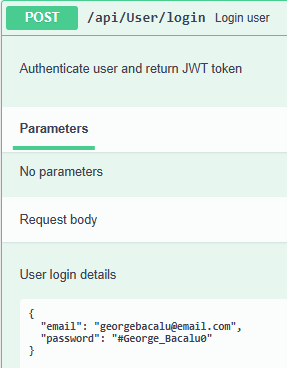 POST /api/User/login Login user
Authenticate user and return JWT token
Parameters
No parameters
Request body
User login details
{
"email": "georgebacalu@email.com",
"password": "#George_Bacalu0"
}